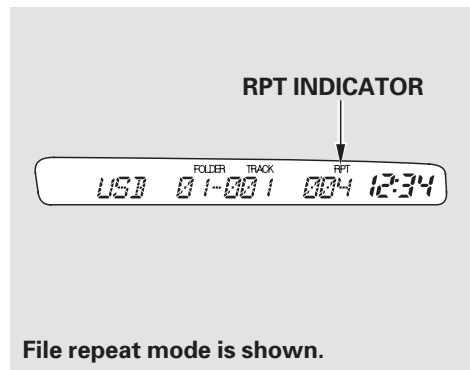 RPT INDICATOR
FOLDER TRACK RPT
USB 01-001 004 12:34
File repeat mode is shown.